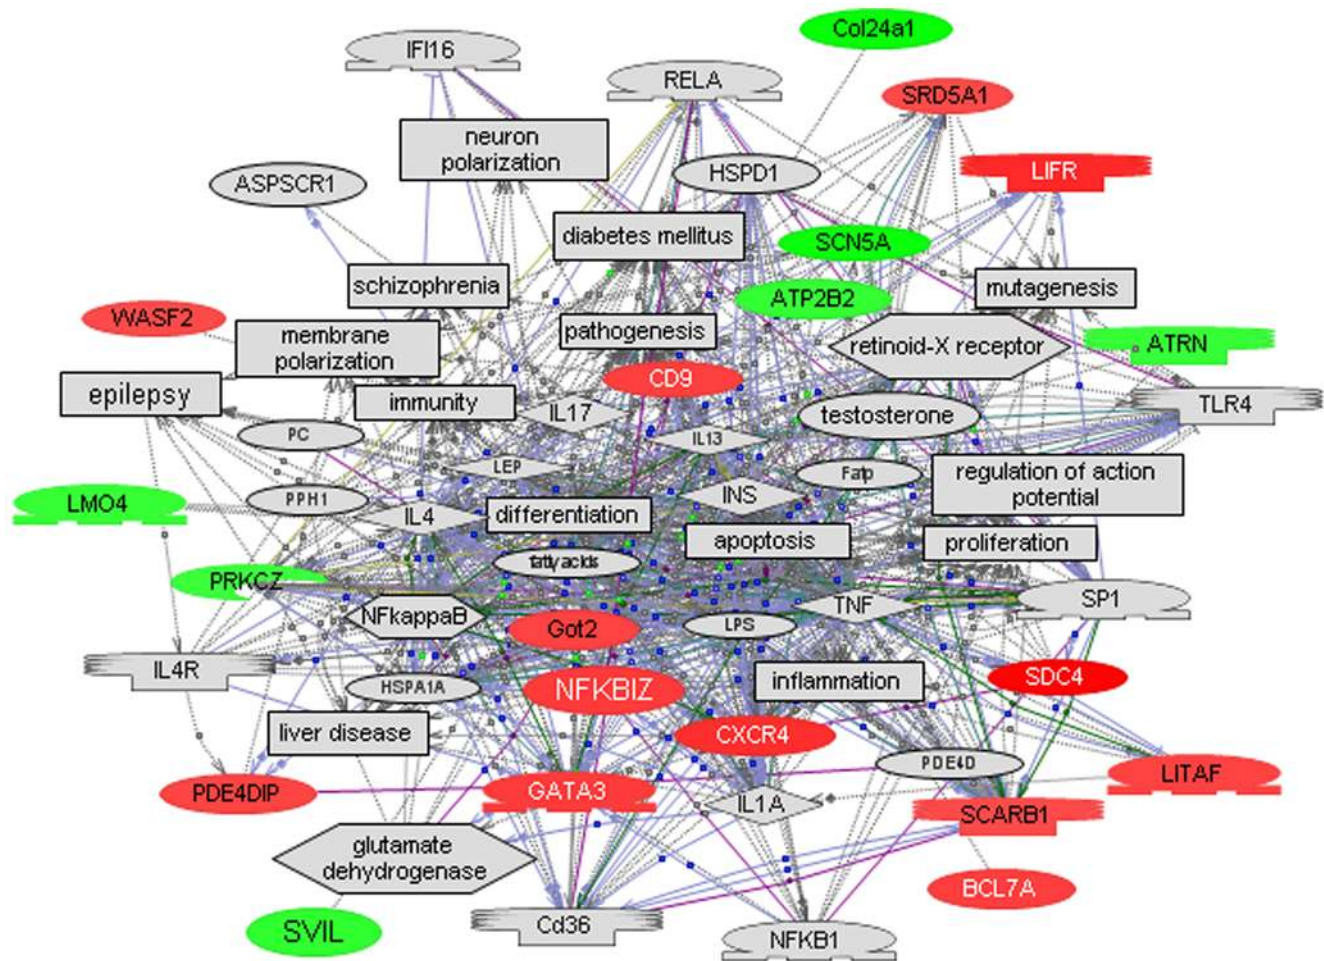 Col24a1
IFI16
RELA
SRD5A1
neuron
polarization
ASPSCR1
HSPD1
LIFR
diabetes mellitus
SCN5A
schizophrenia
ATP2B2
mutagenesis
WASF2
membrane
polarization
pathogenesis
retinoid-X receptor
ATRN
CD9
epilepsy
immunity
IL17
testosterone
TLR4
PC
IL13
LEP
Fatp
regulation of action
potential
LMO4
PPH1
IL4
differentiation
INS
apoptosis
proliferation
fatty acids
PRKCZ
NFkappaB
TNF
SP1
Got2
LPS
IL4R
HSPA1A
NFKBIZ
inflammation
SDC4
liver disease
CXCR4
PDE4D
PDE4DIP
GATA3
IL1A
LITAF
SCARB1
glutamate
dehydrogenase
BCL7A
SVIL
Cd36
NFKB1